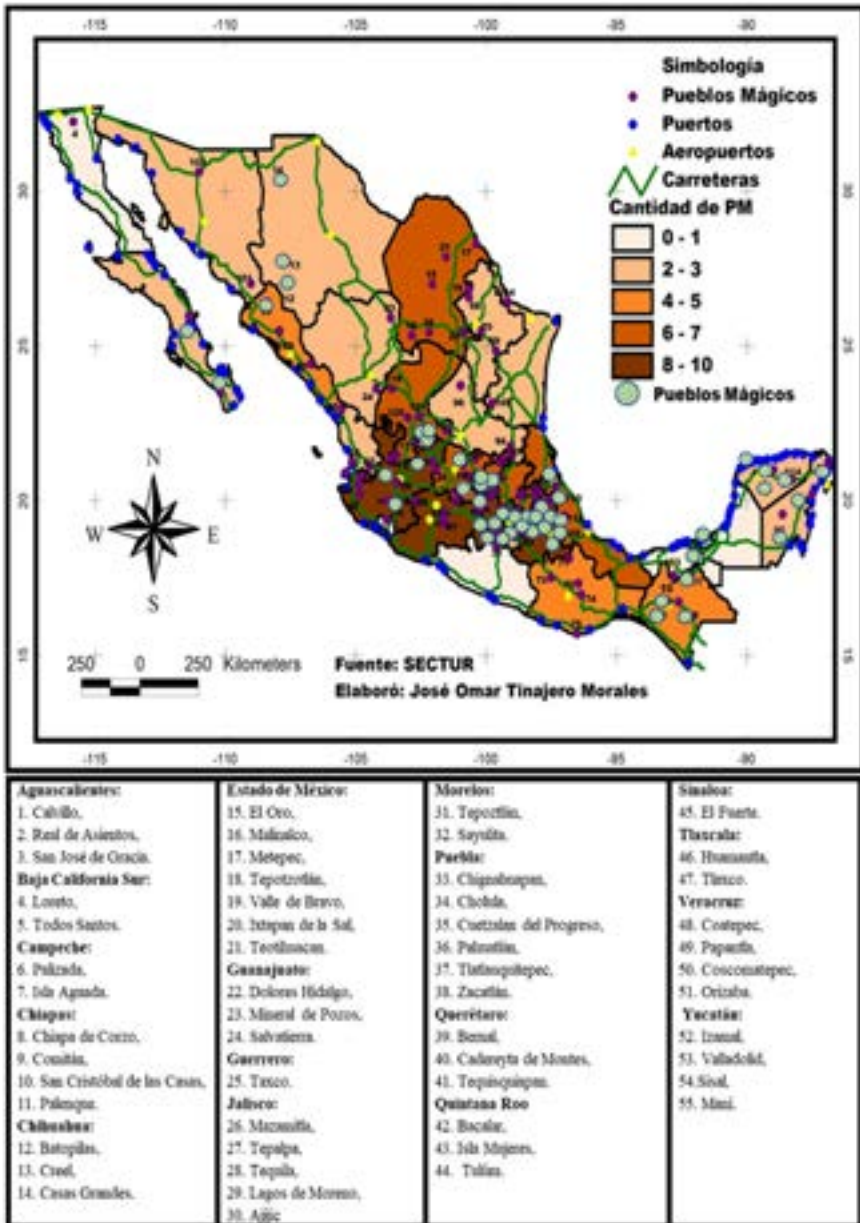 -115 -110 -105 -100 -95 -90
Simbología
Pueblos Mágicos
Puertos
Aeropuertos
Carreteras
Cantidad de PM
0 - 1
2 - 3
4 - 5
6 - 7
8 - 10
Pueblos Mágicos
30
25
20
15
30
25
20
15
N
W E
S
250 0 250 Kilometers
Fuente: SECTUR
Elaboró: José Omar Tinajero Morales
-115 -110 -105 -100 -95 -90
Aguascalientes:
1. Calvillo,
2. Real de Asientos,
3. San José de Gracia.
Baja California Sur:
4. Loreto,
5. Todos Santos.
Campeche:
6. Palizada,
7. Isla Aguada.
Chiapas:
8. Chiapa de Corzo,
9. Comitán,
10. San Cristóbal de las Casas,
11. Palenque.
Chihuahua:
12. Batopilas,
13. Creel,
14. Casas Grandes.
Estado de México:
15. El Oro,
16. Malinalco,
17. Metepec,
18. Tepotzotlán,
19. Valle de Bravo,
20. Ixtapan de la Sal,
21. Teotihuacan.
Guanajuato:
22. Dolores Hidalgo,
23. Mineral de Pozos,
24. Salvatierra.
Guerrero:
25. Taxco.
Jalisco:
26. Mazamitla,
27. Tapalpa,
28. Tequila,
29. Lagos de Moreno,
30. Ajijic
Morelos:
31. Tepoztlán,
32. Sayulita.
Puebla:
33. Chignahuapan,
34. Cholula,
35. Cuetzalan del Progreso,
36. Pahuatlán,
37. Tlatlauquitepec,
38. Zacatlán.
Querétaro:
39. Bernal,
40. Cadereyta de Montes,
41. Tequisquiapan.
Quintana Roo
42. Bacalar,
43. Isla Mujeres,
44. Tulúm.
Sinaloa:
45. El Fuerte.
Tlaxcala:
46. Huamantla,
47. Tlaxco.
Veracruz:
48. Coatepec,
49. Papantla,
50. Coscomatepec,
51. Orizaba.
Yucatán:
52. Izamal,
53. Valladolid,
54. Sisal,
55. Maní.